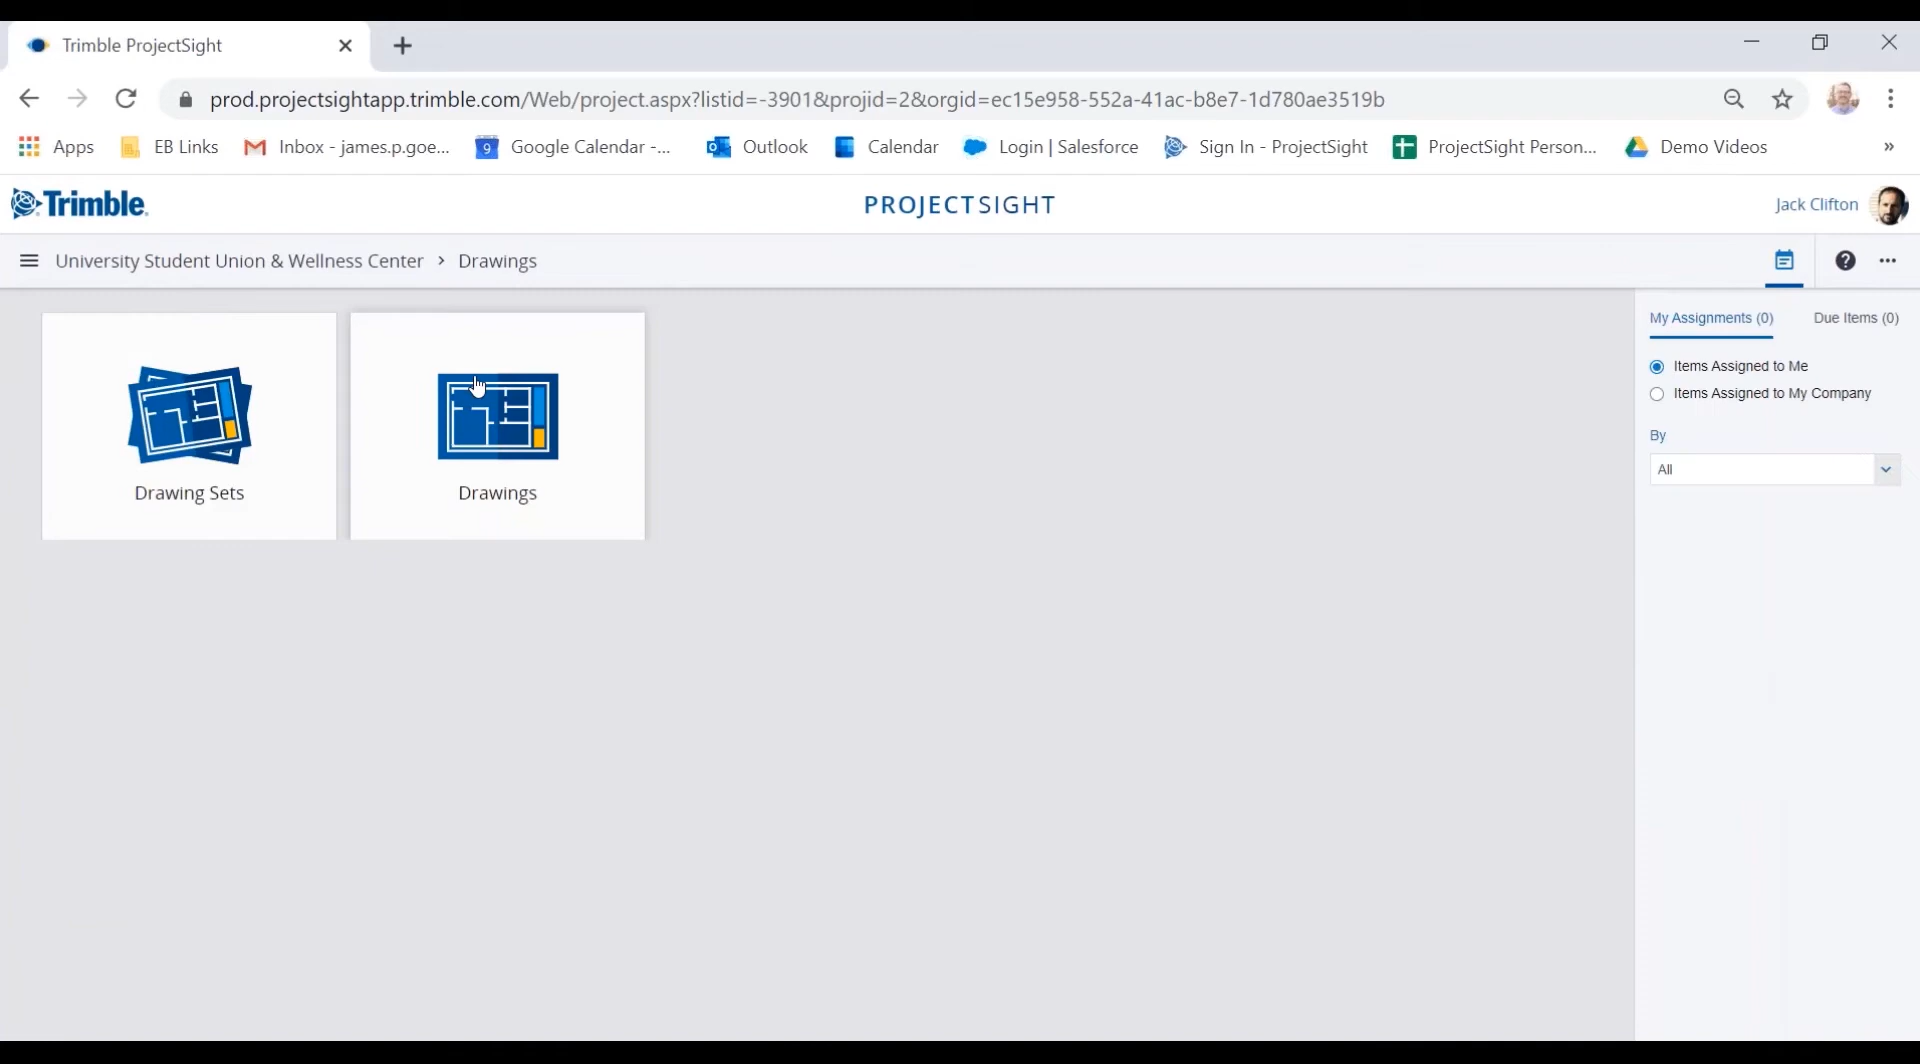 Trimble ProjectSight
prod.projectsightapp.trimble.com/Web/project.aspx?listid=-3901&projid=2&orgid=ec15e958-552a-41ac-b8e7-1d780ae3519b
Apps EB Links Inbox - james.p.goe... 9 Google Calendar -... Outlook Calendar Login | Salesforce Sign In - ProjectSight ProjectSight Person... Demo Videos »
Trimble. PROJECTSIGHT Jack Clifton
University Student Union & Wellness Center > Drawings
My Assignments (0) Due Items (0)
Items Assigned to Me
Items Assigned to My Company
By
All
Drawing Sets Drawings